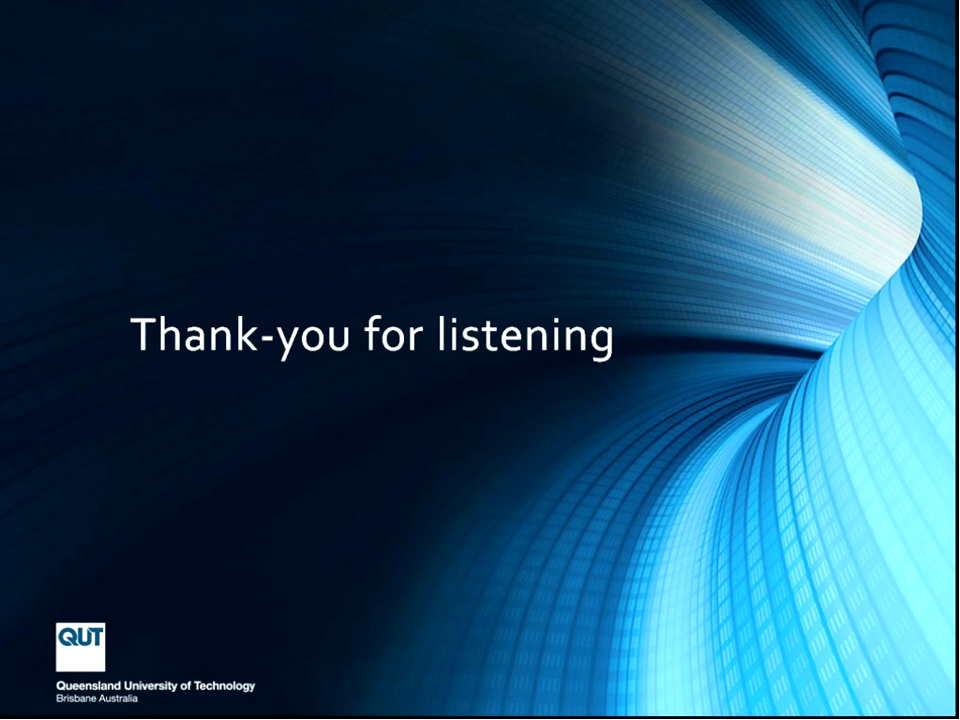 Thank-you for listening
QUT
Queensland University of Technology
Brisbane Australia